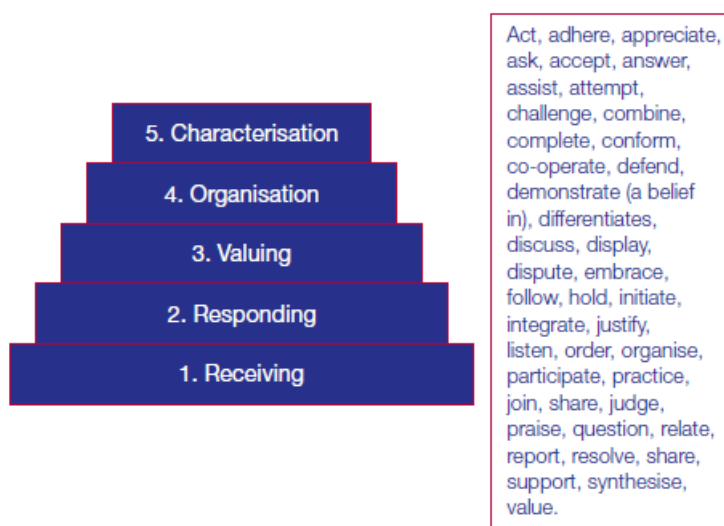 5. Characterisation
4. Organisation
3. Valuing
2. Responding
1. Receiving
Act, adhere, appreciate,
ask, accept, answer,
assist, attempt,
challenge, combine,
complete, conform,
co-operate, defend,
demonstrate (a belief
in), differentiates,
discuss, display,
dispute, embrace,
follow, hold, initiate,
integrate, justify,
listen, order, organise,
participate, practice,
join, share, judge,
praise, question, relate,
report, resolve, share,
support, synthesise,
value.